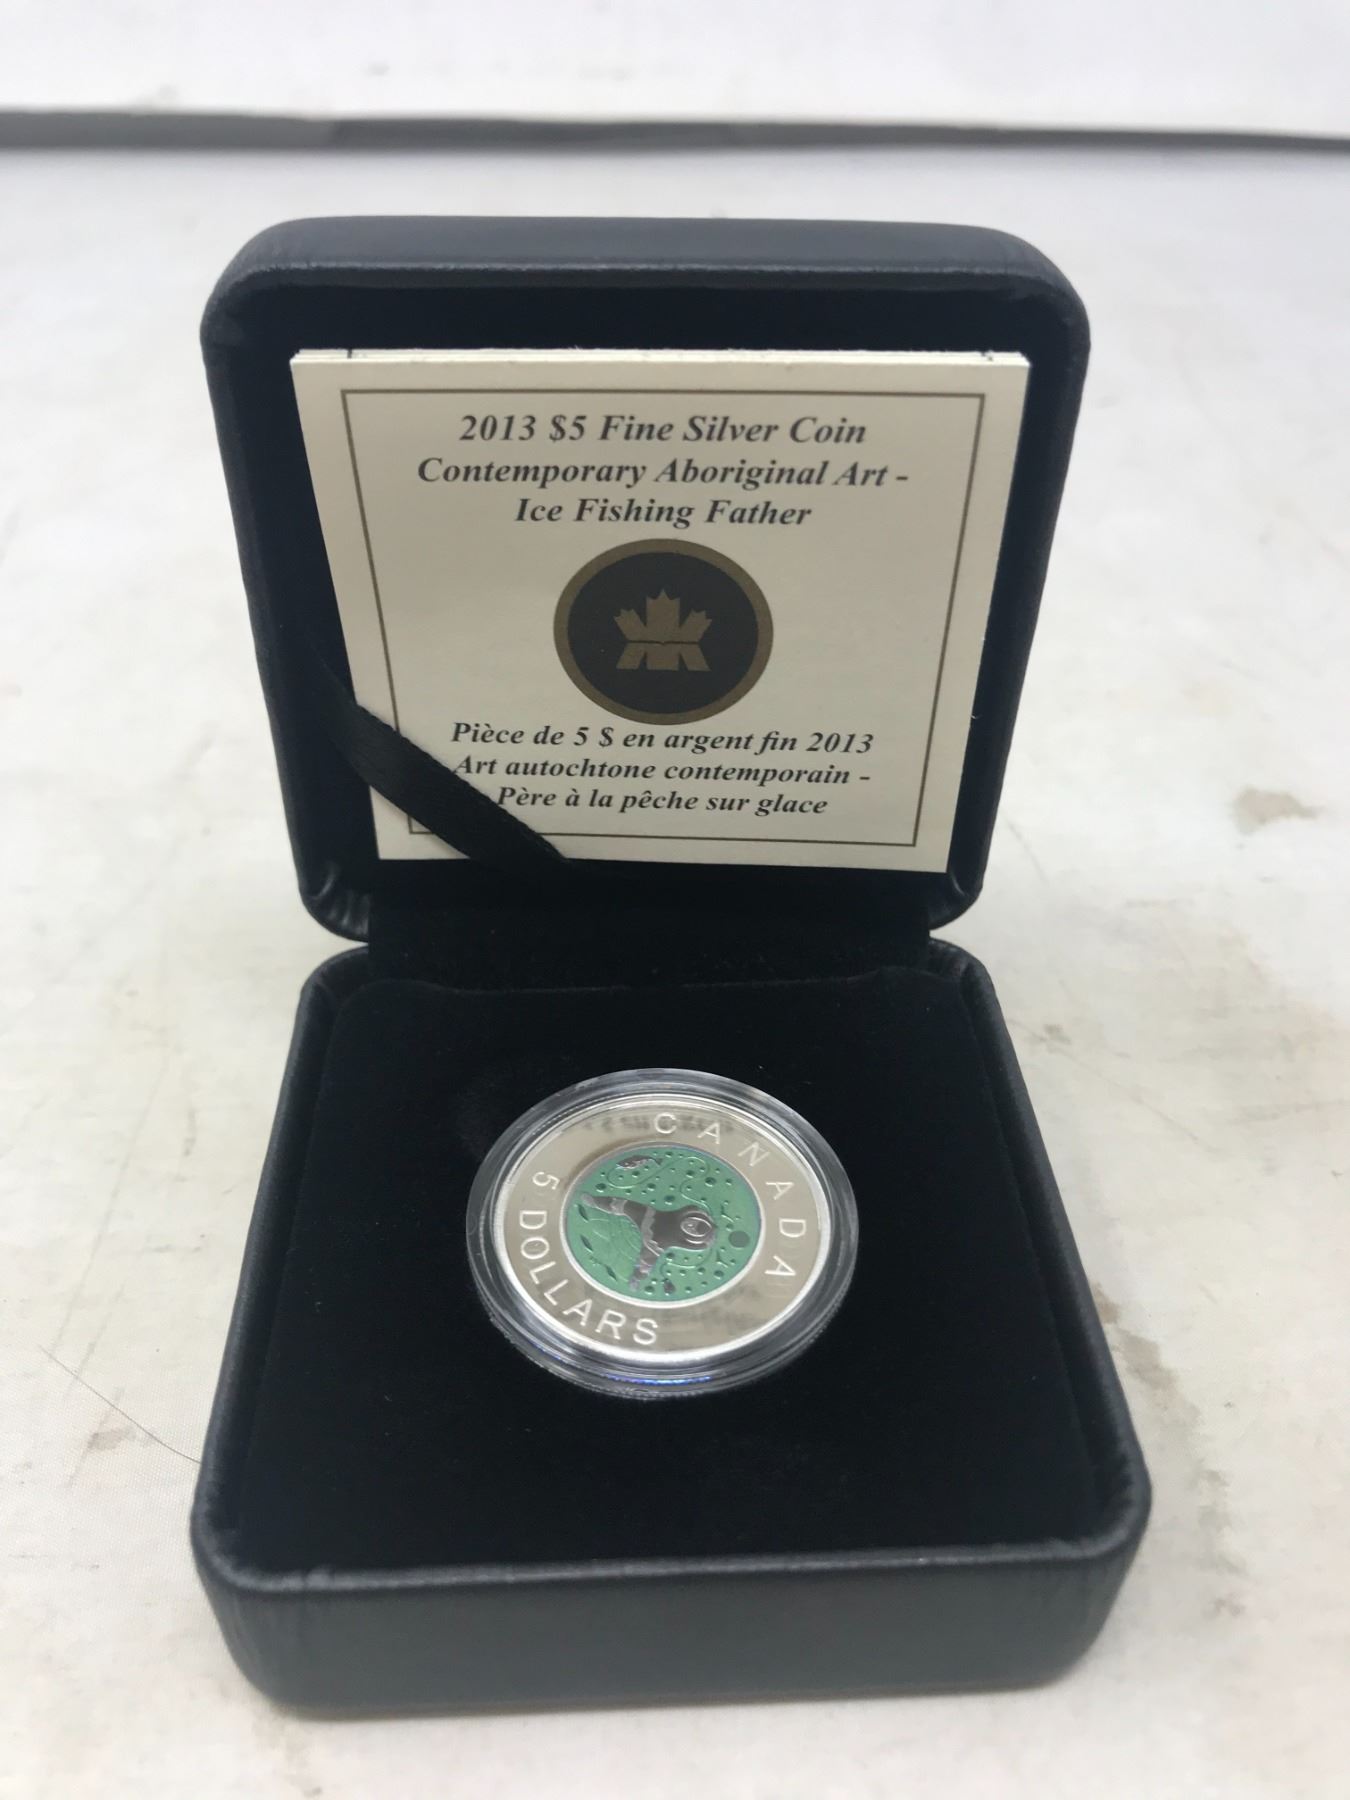 2013 $5 Fine Silver Coin
Contemporary Aboriginal Art -
Ice Fishing Father
Pièce de 5 $ en argent fin 2013
Art autochtone contemporain -
Père à la pêche sur glace
CANADA
5 DOLLARS